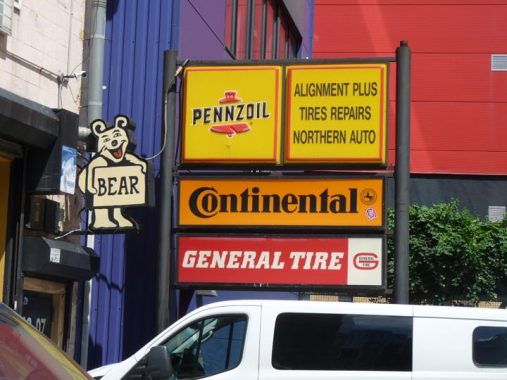 PENNZOIL
ALIGNMENT PLUS
TIRES REPAIRS
NORTHERN AUTO
BEAR
Continental
GENERAL TIRE